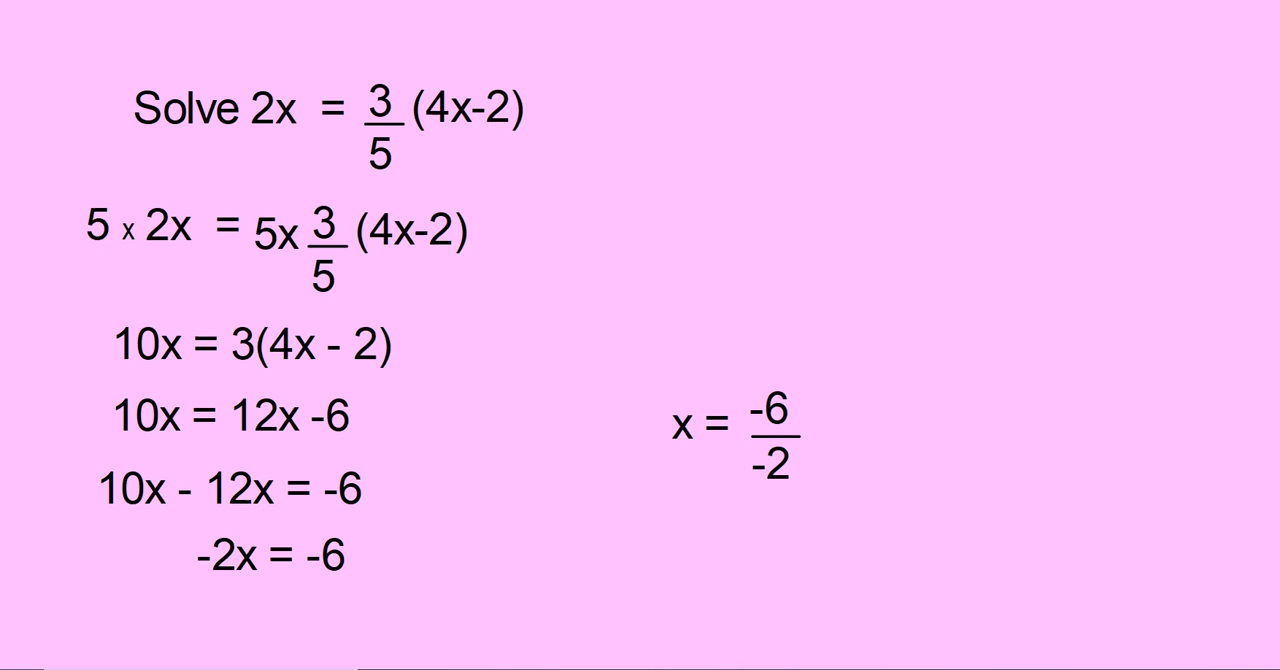 Solve 2x = 3/5 (4x-2)
5 x 2x = 5x 3/5 (4x-2)
10x = 3(4x - 2)
10x = 12x -6
10x - 12x = -6
-2x = -6
x = -6/-2